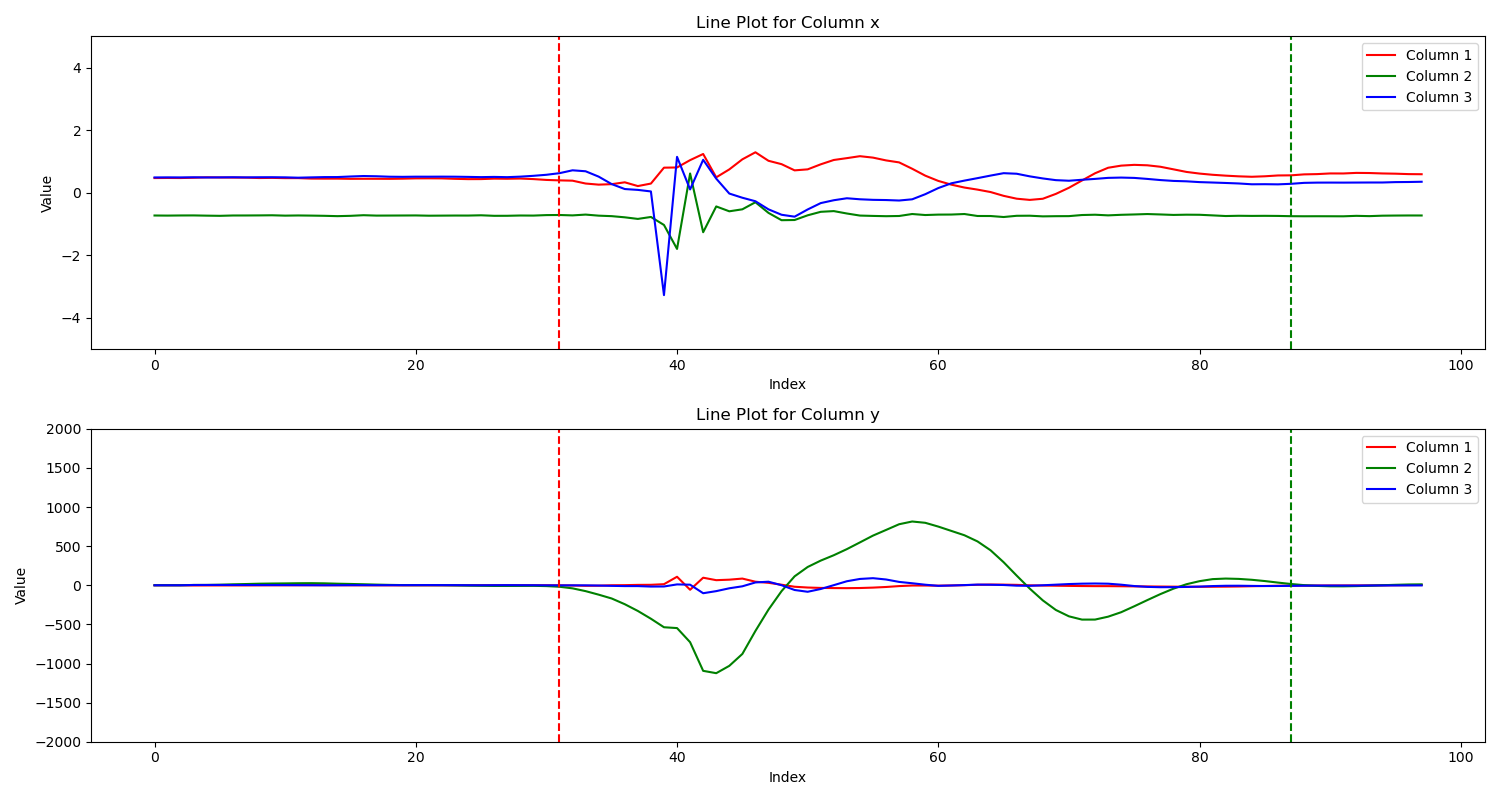 Line Plot for Column x
Value
4
2
0
−2
−4
Column 1
Column 2
Column 3
0 20 40 60 80 100
Index
Line Plot for Column y
Value
2000
1500
1000
500
0
−500
−1000
−1500
−2000
Column 1
Column 2
Column 3
0 20 40 60 80 100
Index